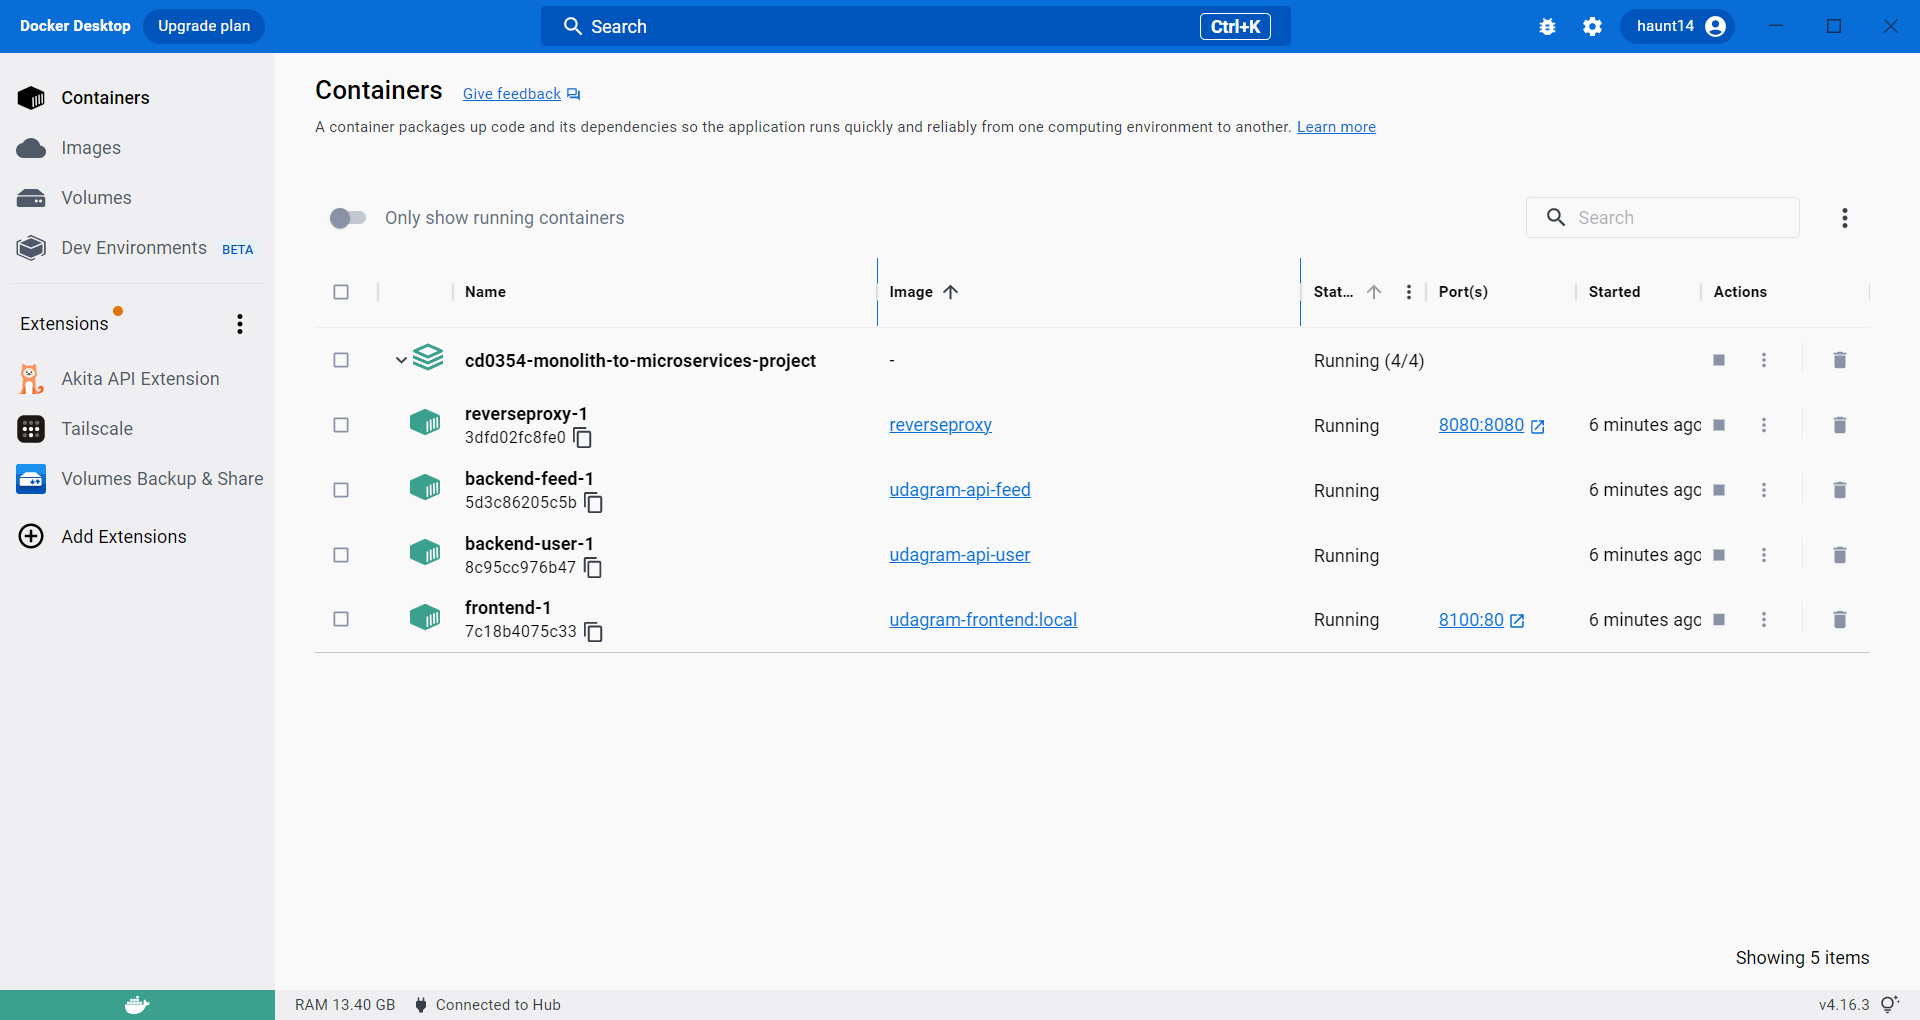 Docker Desktop Upgrade plan Search Ctrl+K haunt14
Containers
Images
Volumes
Dev Environments BETA
Extensions
Akita API Extension
Tailscale
Volumes Backup & Share
Add Extensions
Containers Give feedback
A container packages up code and its dependencies so the application runs quickly and reliably from one computing environment to another. Learn more
Only show running containers Search
Name Image Stat... Port(s) Started Actions
cd0354-monolith-to-microservices-project - Running (4/4)
reverseproxy-1
3dfd02fc8fe0 reverseproxy Running 8080:8080 6 minutes ago
backend-feed-1
5d3c86205c5b udagram-api-feed Running 6 minutes ago
backend-user-1
8c95cc976b47 udagram-api-user Running 6 minutes ago
frontend-1
7c18b4075c33 udagram-frontend:local Running 8100:80 6 minutes ago
Showing 5 items
RAM 13.40 GB Connected to Hub v4.16.3